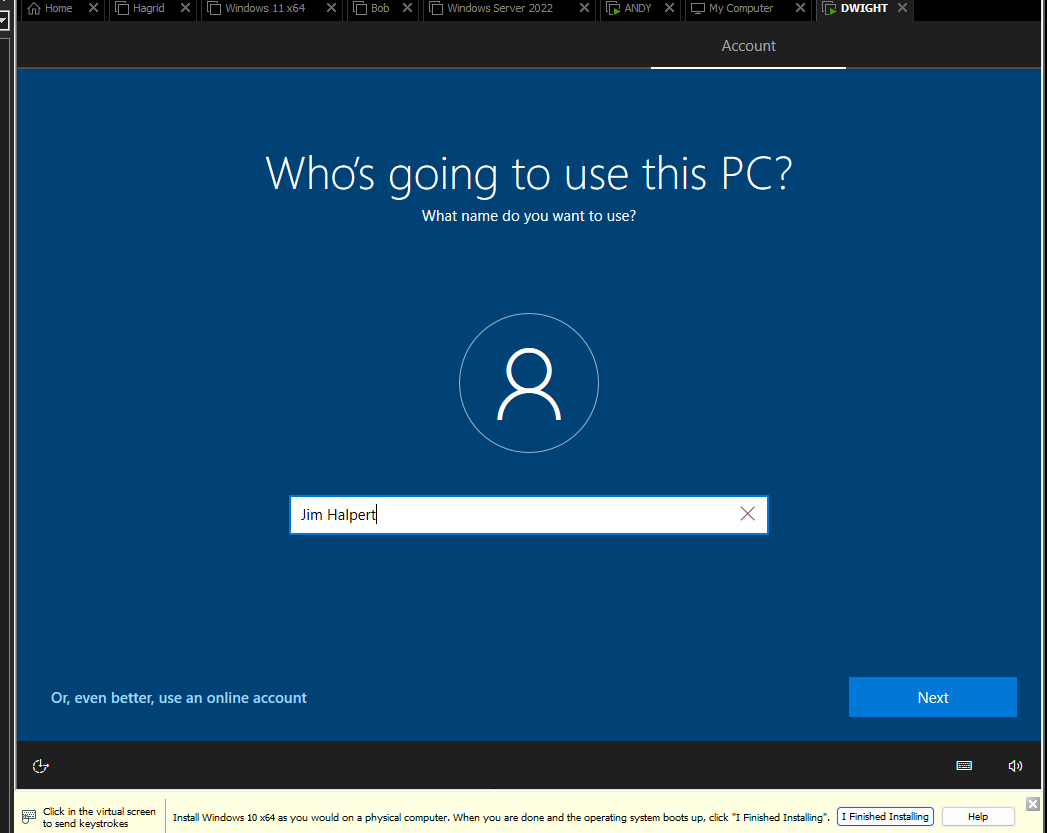 Home Hagrid Windows 11 x64 Bob Windows Server 2022 ANDY My Computer DWIGHT
Account
Who's going to use this PC?
What name do you want to use?
Jim Halpert
Or, even better, use an online account
Next
Click in the virtual screen
to send keystrokes
Install Windows 10 x64 as you would on a physical computer. When you are done and the operating system boots up, click "I Finished Installing".
I Finished Installing
Help